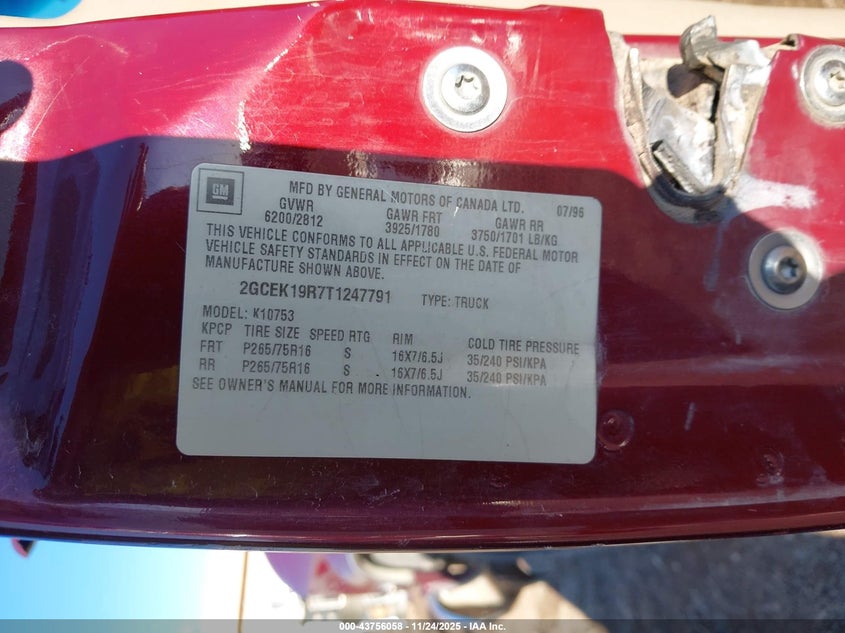 GM
MFD BY GENERAL MOTORS OF CANADA LTD. 07/96
GVWR GAWR FRT GAWR RR
6200/2812 3925/1780 3750/1701 LB/KG
THIS VEHICLE CONFORMS TO ALL APPLICABLE U.S. FEDERAL MOTOR
VEHICLE SAFETY STANDARDS IN EFFECT ON THE DATE OF
MANUFACTURE SHOWN ABOVE.
2GCEK19R7T1247791 TYPE: TRUCK
MODEL: K10753
KPCP TIRE SIZE SPEED RTG RIM COLD TIRE PRESSURE
FRT P265/75R16 S 16X7/6.5J 35/240 PSI/KPA
RR P265/75R16 S 16X7/6.5J 35/240 PSI/KPA
SEE OWNER'S MANUAL FOR MORE INFORMATION.
000-43756058 - 11/24/2025 - IAA Inc.